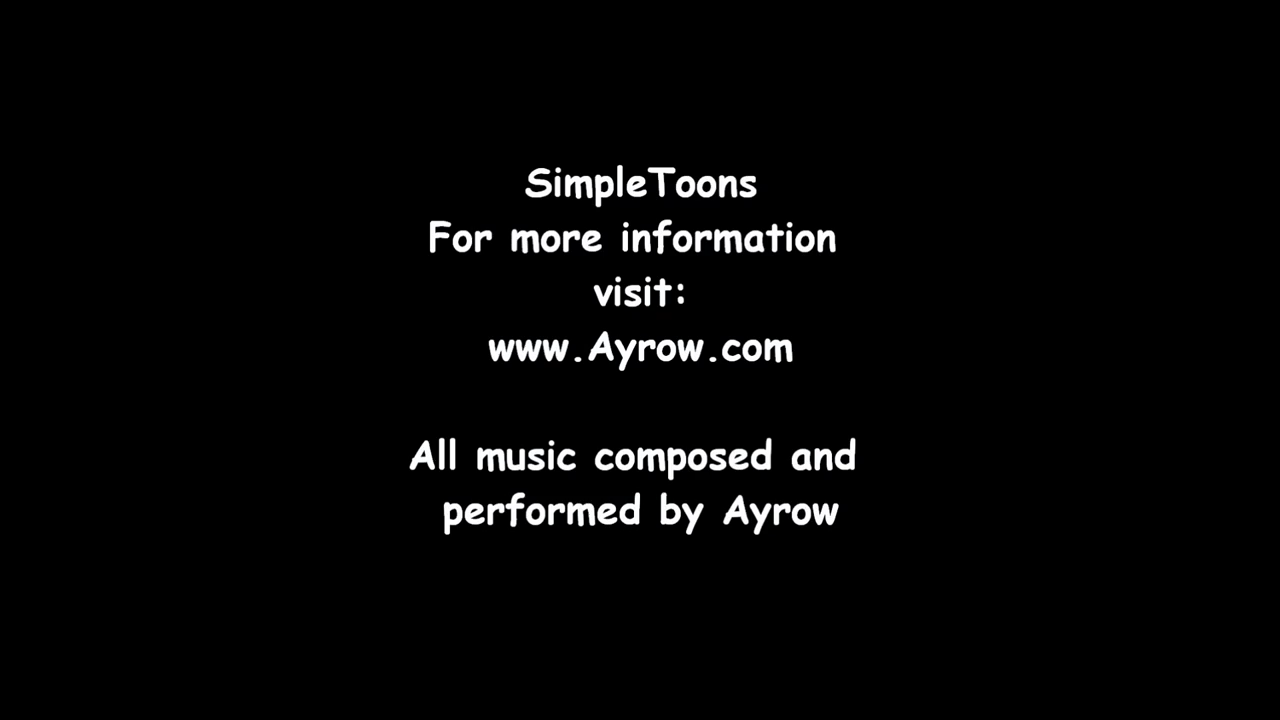 SimpleToons
For more information
visit:
www.Ayrow.com
All music composed and
performed by Ayrow